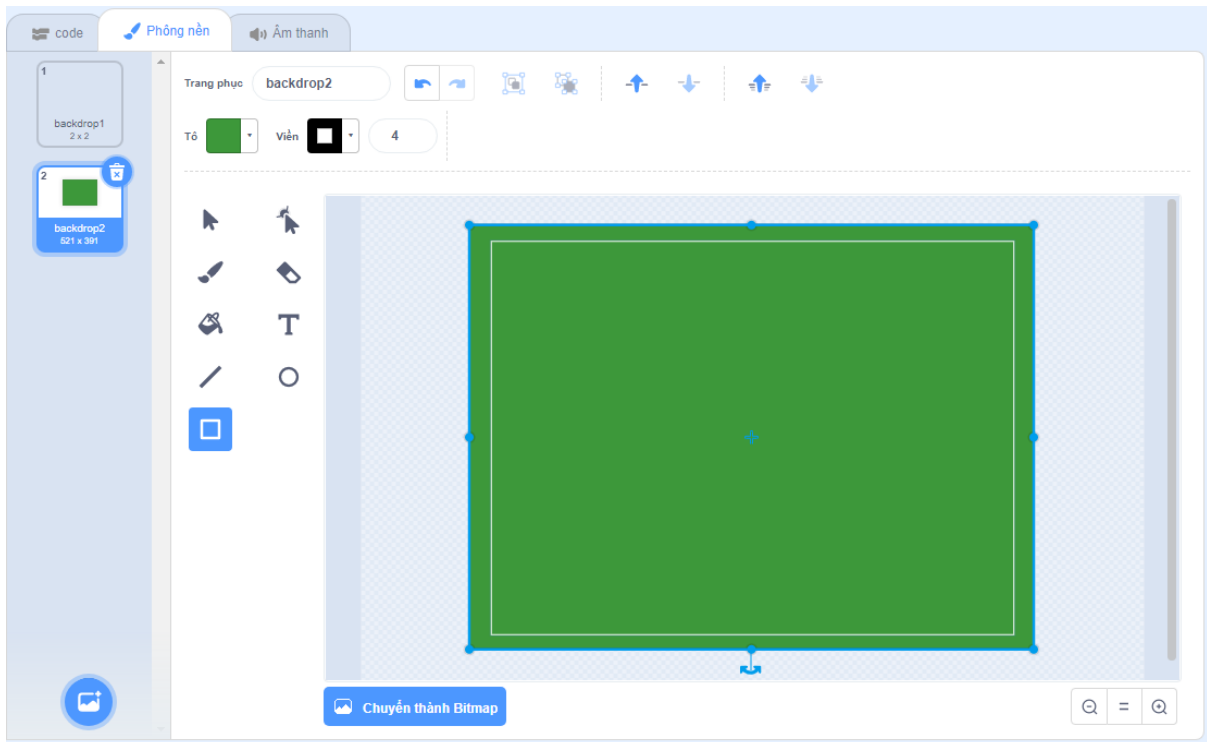 code
Phông nền
Âm thanh
1
backdrop1
2 x 2
2
backdrop2
521 x 391
Trang phục
backdrop2
Tô
Viền
4
T
Chuyển thành Bitmap